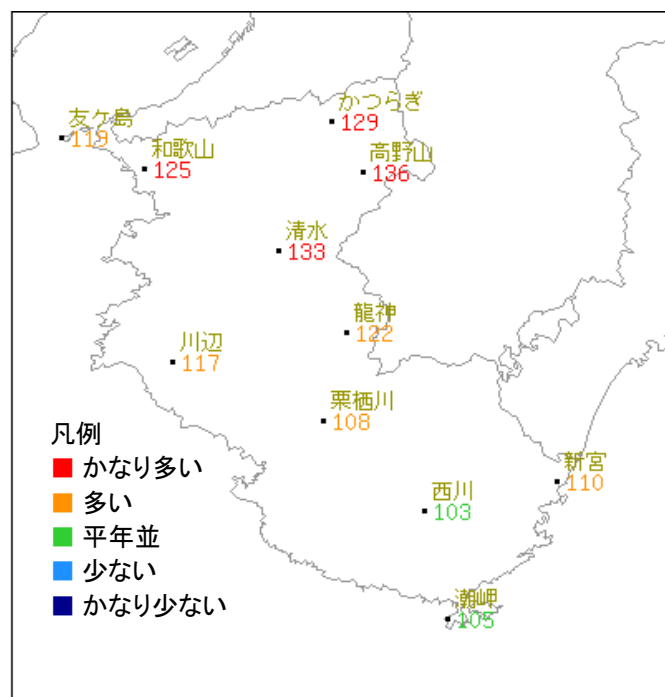 かつらぎ
129
友ケ島
119
和歌山
125
高野山
136
清水
133
龍神
122
川辺
117
栗栖川
108
新宮
110
西川
103
潮岬
105
凡例
かなり多い
多い
平年並
少ない
かなり少ない